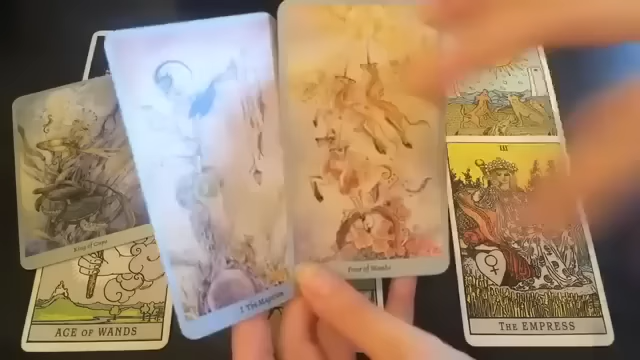 III
King of Cups
I The Magician
Four of Wands
ACE OF WANDS
THE EMPRESS